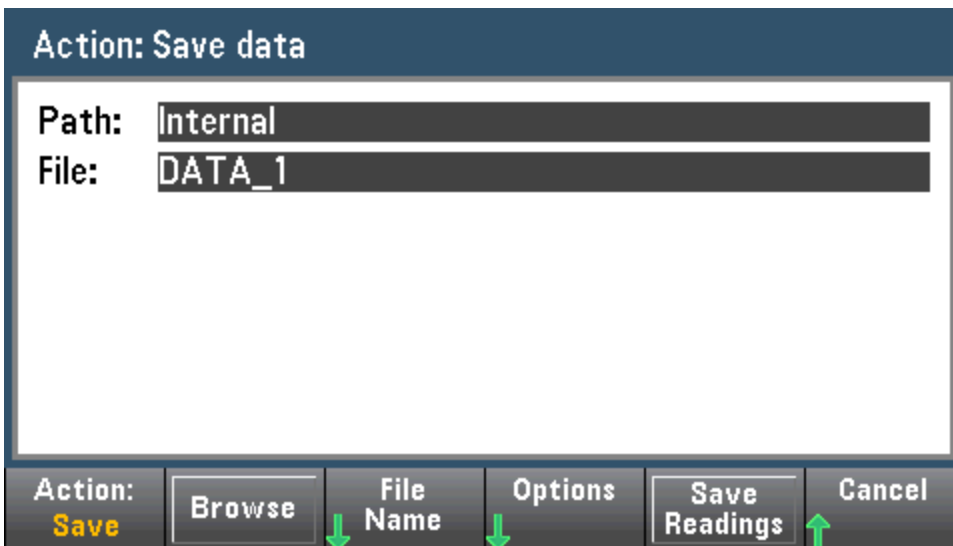 Action: Save data
Path: Internal
File: DATA_1
Action:
Save
Browse
File
Name
Options
Save
Readings
Cancel